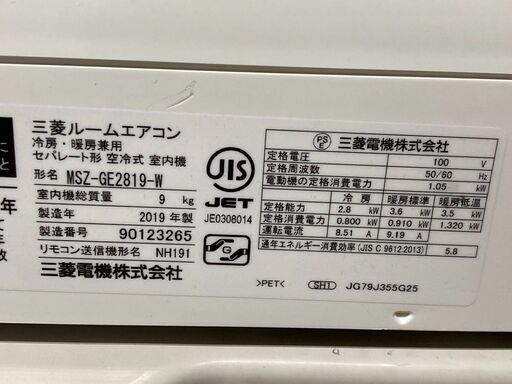 に
と
年
三菱ルームエアコン
冷房・暖房兼用
セパレート形 空冷式 室内機
形名 MSZ-GE2819-W
室内機総質量 9 kg
製造年 2019 年製
製造番号 90123265
リモコン送信機形名 NH191
三菱電機株式会社
JIS
JET
JE0308014
PS
E
三菱電機株式会社
定格電圧 100 V
定格周波数 50/60 Hz
電動機の定格消費電力 1.05 kW
冷房 暖房標準 暖房低温
定格能力 2.8 kW 3.6 kW 3.5 kW
定格消費電力 0.800 kW 0.910 kW 1.320 kW
運転電流 8.51 A 9.19 A
通年エネルギー消費効率(JIS C 9612:2013) 5.8
>PET< SH1 JG79J355G25